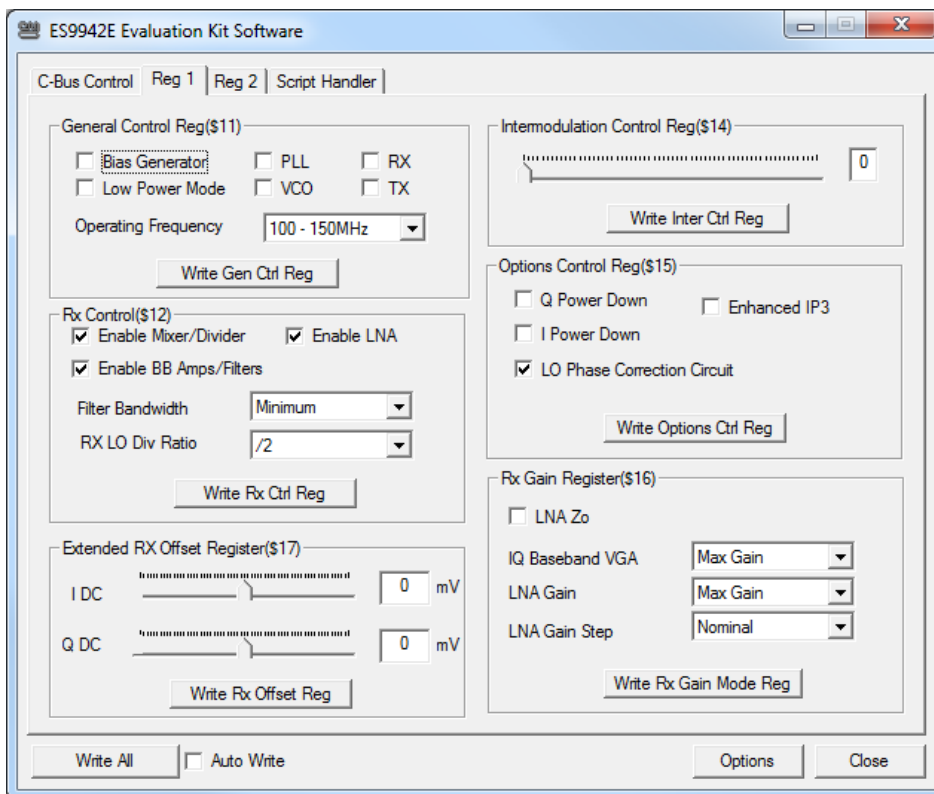 ES9942E Evaluation Kit Software
C-Bus Control Reg 1 Reg 2 Script Handler
General Control Reg($11)
Bias Generator PLL RX
Low Power Mode VCO TX
Operating Frequency 100 - 150MHz
Write Gen Ctrl Reg
Rx Control($12)
Enable Mixer/Divider Enable LNA
Enable BB Amps/Filters
Filter Bandwidth Minimum
RX LO Div Ratio /2
Write Rx Ctrl Reg
Extended RX Offset Register($17)
I DC 0 mV
Q DC 0 mV
Write Rx Offset Reg
Intermodulation Control Reg($14)
0
Write Inter Ctrl Reg
Options Control Reg($15)
Q Power Down Enhanced IP3
I Power Down
LO Phase Correction Circuit
Write Options Ctrl Reg
Rx Gain Register($16)
LNA Zo
IQ Baseband VGA Max Gain
LNA Gain Max Gain
LNA Gain Step Nominal
Write Rx Gain Mode Reg
Write All Auto Write Options Close